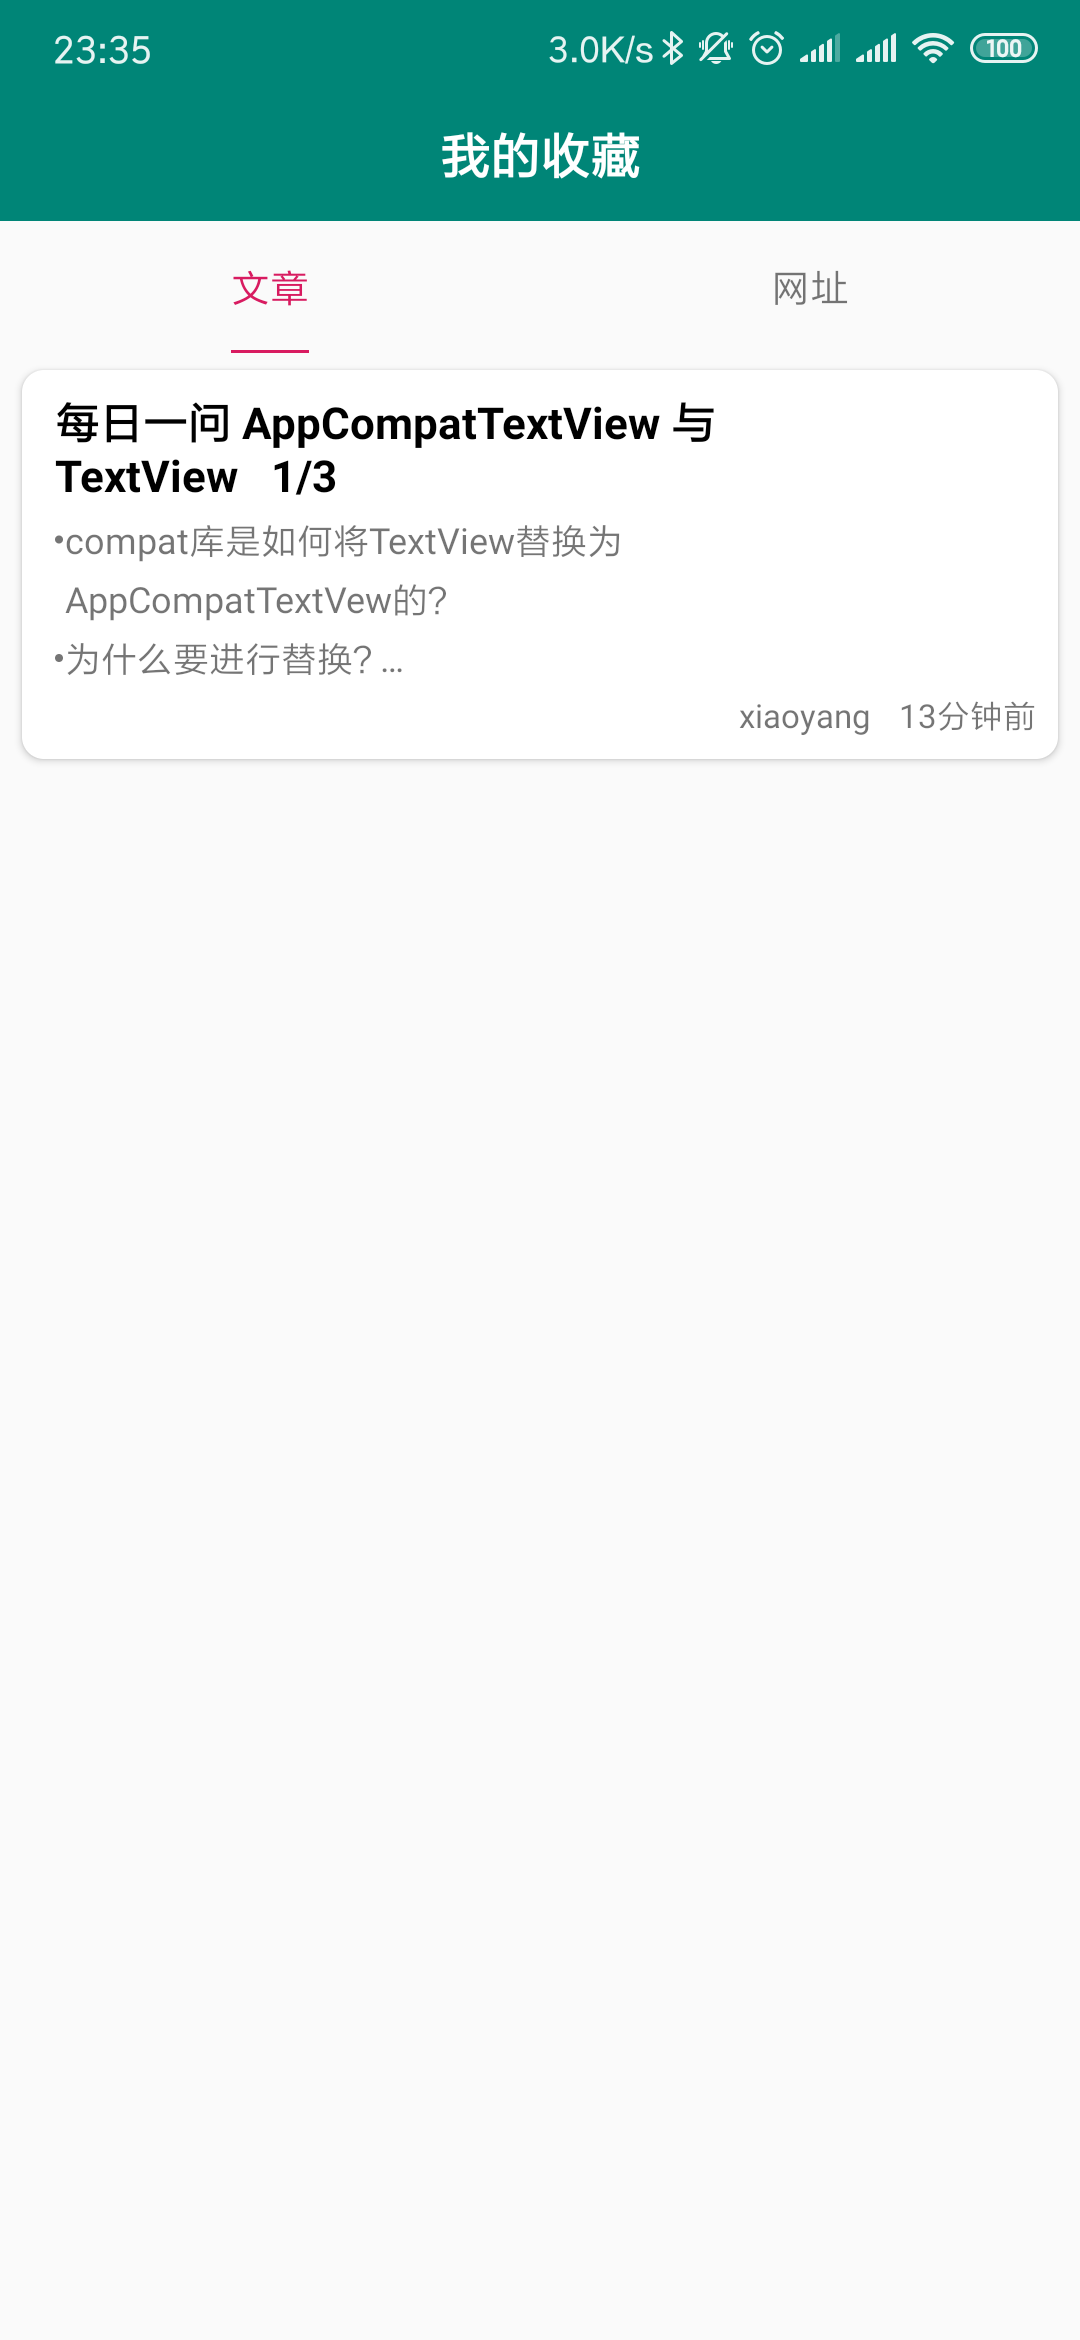 23:35 3.0K/s 100
我的收藏
文章 网址
每日一问 AppCompatTextView 与
TextView 1/3
•compat库是如何将TextView替换为
AppCompatTextVew的?
•为什么要进行替换? ...
xiaoyang 13分钟前